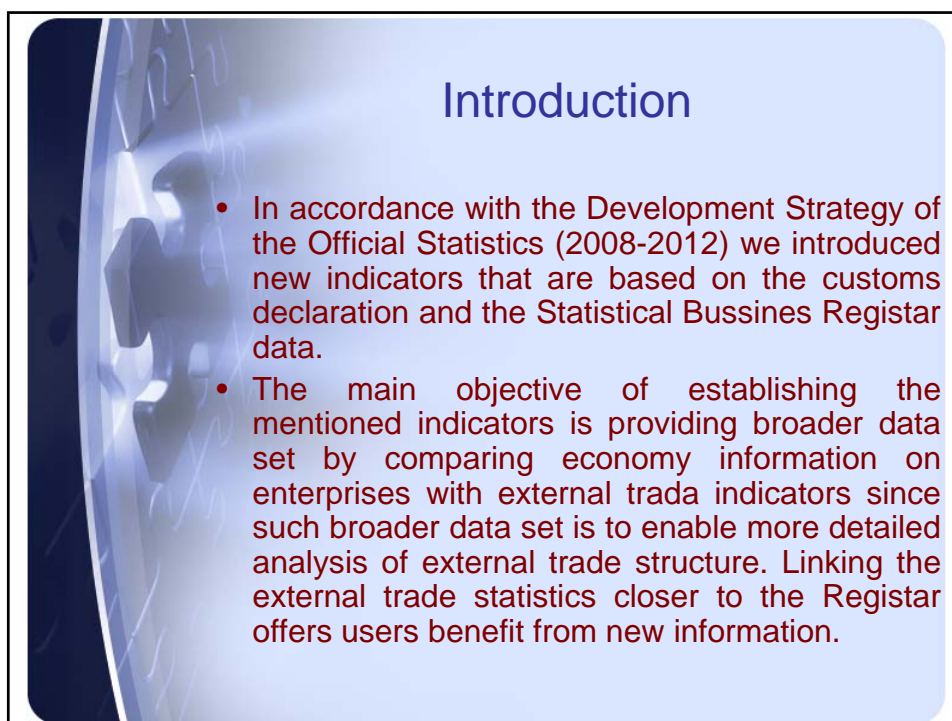 Introduction
• In accordance with the Development Strategy of
the Official Statistics (2008-2012) we introduced
new indicators that are based on the customs
declaration and the Statistical Bussines Registar
data.
• The main objective of establishing the
mentioned indicators is providing broader data
set by comparing economy information on
enterprises with external trada indicators since
such broader data set is to enable more detailed
analysis of external trade structure. Linking the
external trade statistics closer to the Registar
offers users benefit from new information.